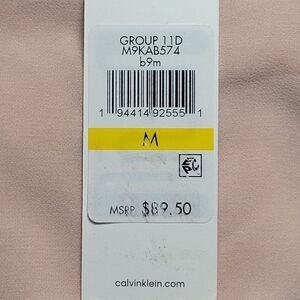 GROUP 11D
M9KAB574
b9m
1 94414 92555 1
M
MSRP $89.50
calvinklein.com